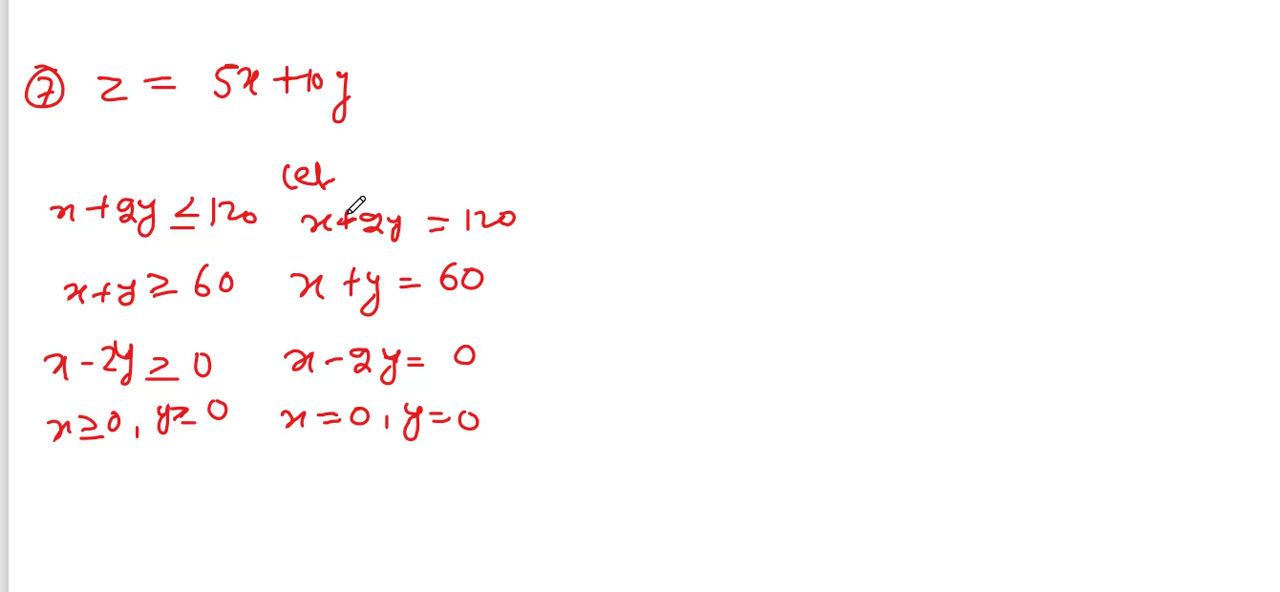 ⑦ z = 5x+10y
let
x+2y ≤ 120 x+2y = 120
x+y ≥ 60 x+y = 60
x-2y ≥ 0 x-2y = 0
x≥0, y≥0 x=0, y=0